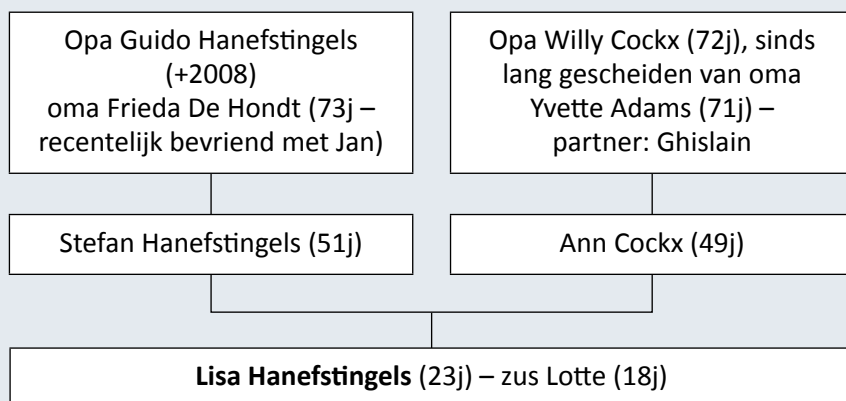 Opa Guido Hanefstingels
(+2008)
oma Frieda De Hondt (73j –
recentelijk bevriend met Jan)
Opa Willy Cockx (72j), sinds
lang gescheiden van oma
Yvette Adams (71j) –
partner: Ghislain
Stefan Hanefstingels (51j)
Ann Cockx (49j)
Lisa Hanefstingels (23j) – zus Lotte (18j)